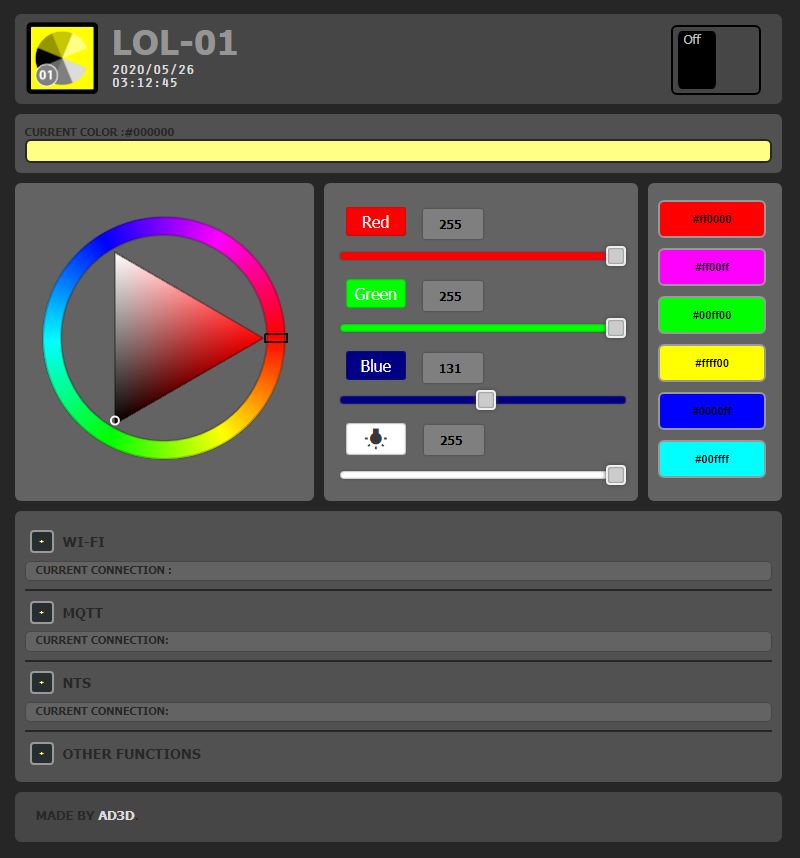 01
LOL-01
2020/05/26
03:12:45
Off
CURRENT COLOR :#000000
Red 255
Green 255
Blue 131
255
#ff0000
#ff00ff
#00ff00
#ffff00
#0000ff
#00ffff
+ WI-FI
CURRENT CONNECTION :
+ MQTT
CURRENT CONNECTION:
+ NTS
CURRENT CONNECTION:
+ OTHER FUNCTIONS
MADE BY AD3D